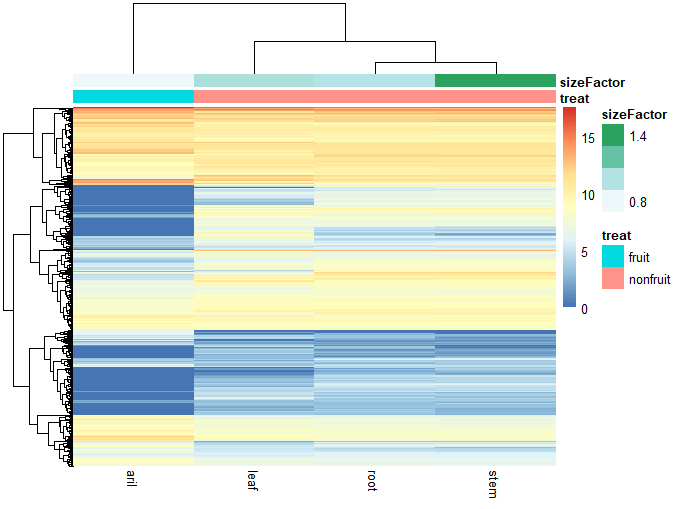 sizeFactor
treat
sizeFactor
1.4
0.8
15
10
5
0
treat
fruit
nonfruit
aril
leaf
root
stem